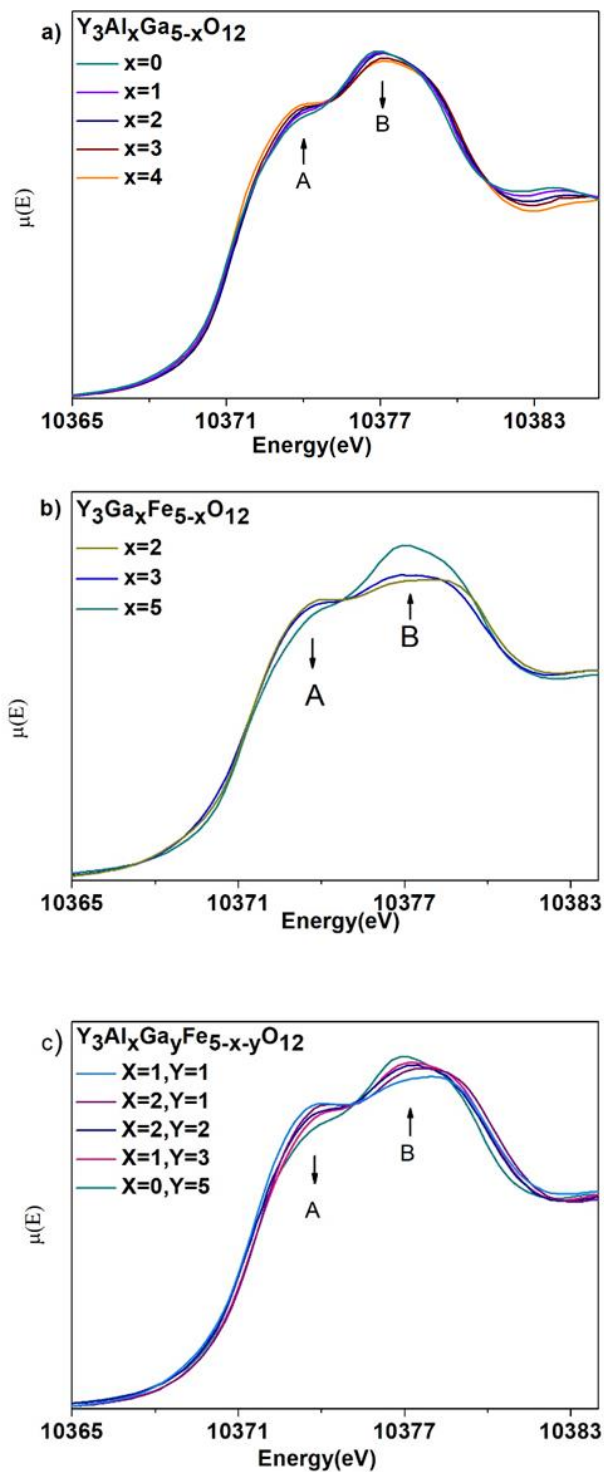 a) Y₃AlₓGa₅₋ₓO₁₂
x=0
x=1
x=2
x=3
x=4
A
B
μ(E)
10365 10371 10377 10383
Energy(eV)
b) Y₃GaₓFe₅₋ₓO₁₂
x=2
x=3
x=5
A
B
μ(E)
10365 10371 10377 10383
Energy(eV)
c) Y₃AlₓGaᵧFe₅₋ₓ₋ᵧO₁₂
X=1,Y=1
X=2,Y=1
X=2,Y=2
X=1,Y=3
X=0,Y=5
A
B
μ(E)
10365 10371 10377 10383
Energy(eV)